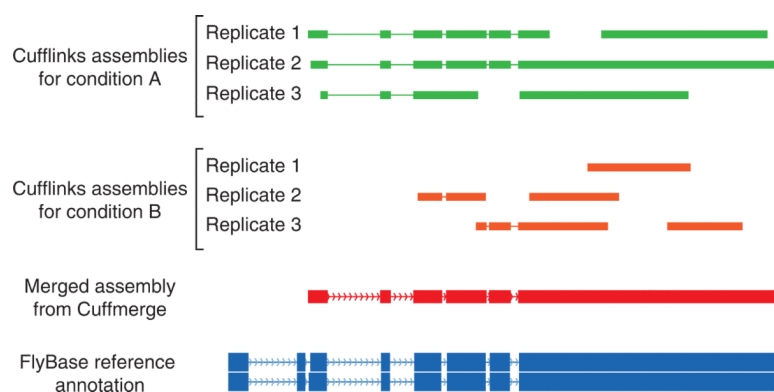 Cufflinks assemblies
for condition A
Replicate 1
Replicate 2
Replicate 3
Cufflinks assemblies
for condition B
Replicate 1
Replicate 2
Replicate 3
Merged assembly
from Cuffmerge
FlyBase reference
annotation